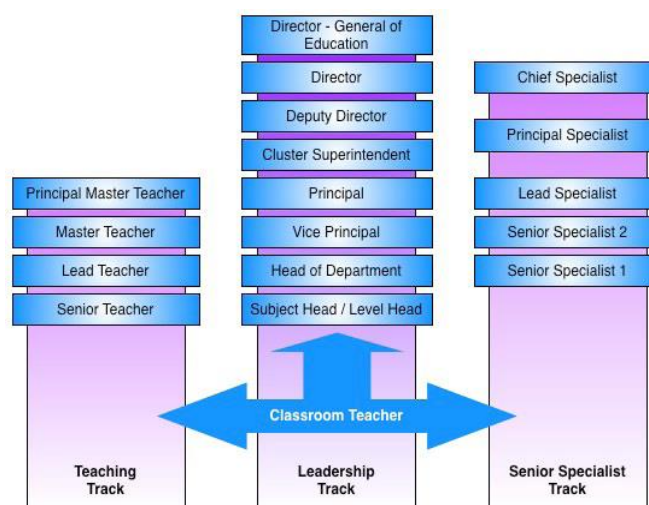 Director - General of
Education
Director
Deputy Director
Cluster Superintendent
Principal
Vice Principal
Head of Department
Subject Head / Level Head
Chief Specialist
Principal Specialist
Lead Specialist
Senior Specialist 2
Senior Specialist 1
Principal Master Teacher
Master Teacher
Lead Teacher
Senior Teacher
Classroom Teacher
Teaching
Track
Leadership
Track
Senior Specialist
Track